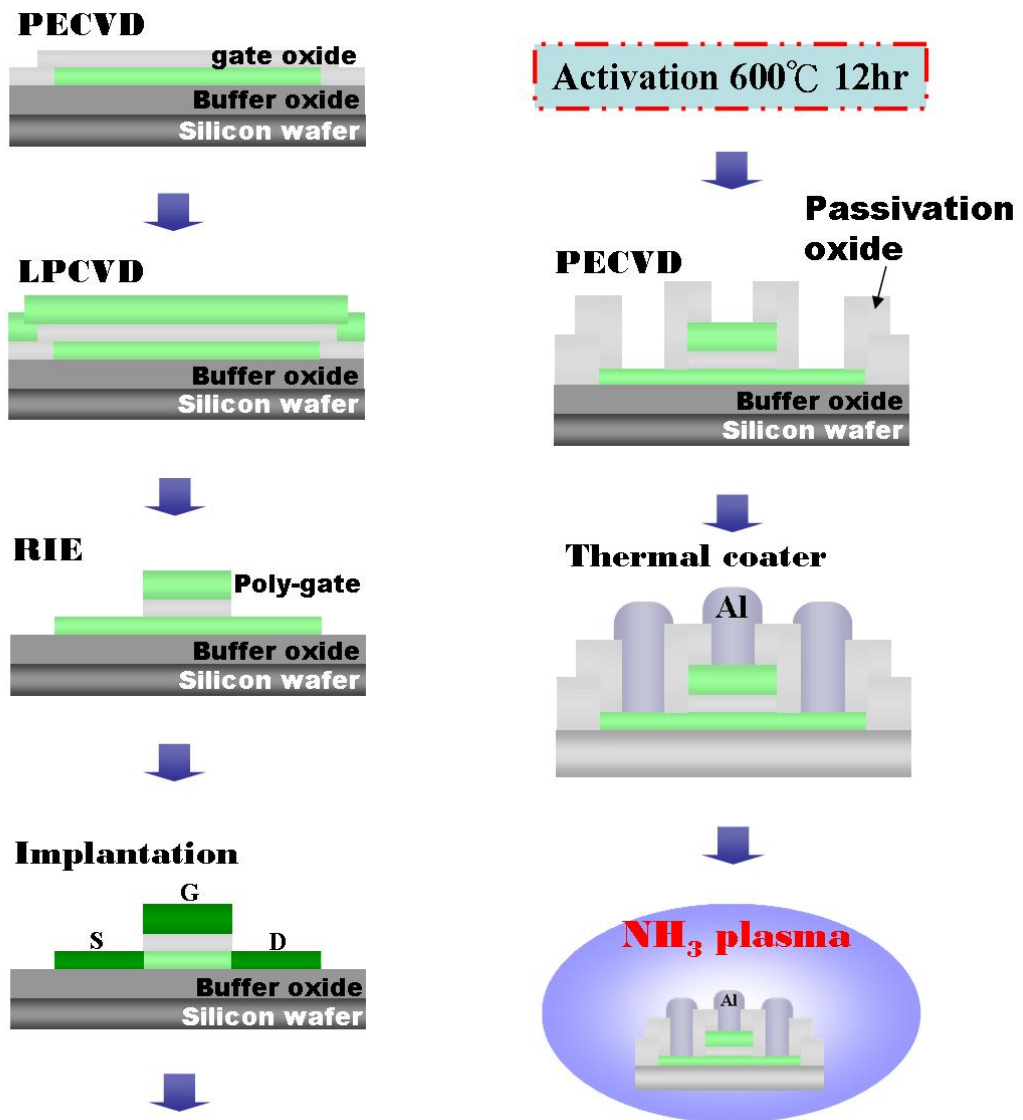 PECVD
gate oxide
Buffer oxide
Silicon wafer
LPCVD
Buffer oxide
Silicon wafer
RIE
Poly-gate
Buffer oxide
Silicon wafer
Implantation
G
S
D
Buffer oxide
Silicon wafer
Activation 600℃ 12hr
Passivation
oxide
PECVD
Buffer oxide
Silicon wafer
Thermal coater
Al
NH₃ plasma
Al